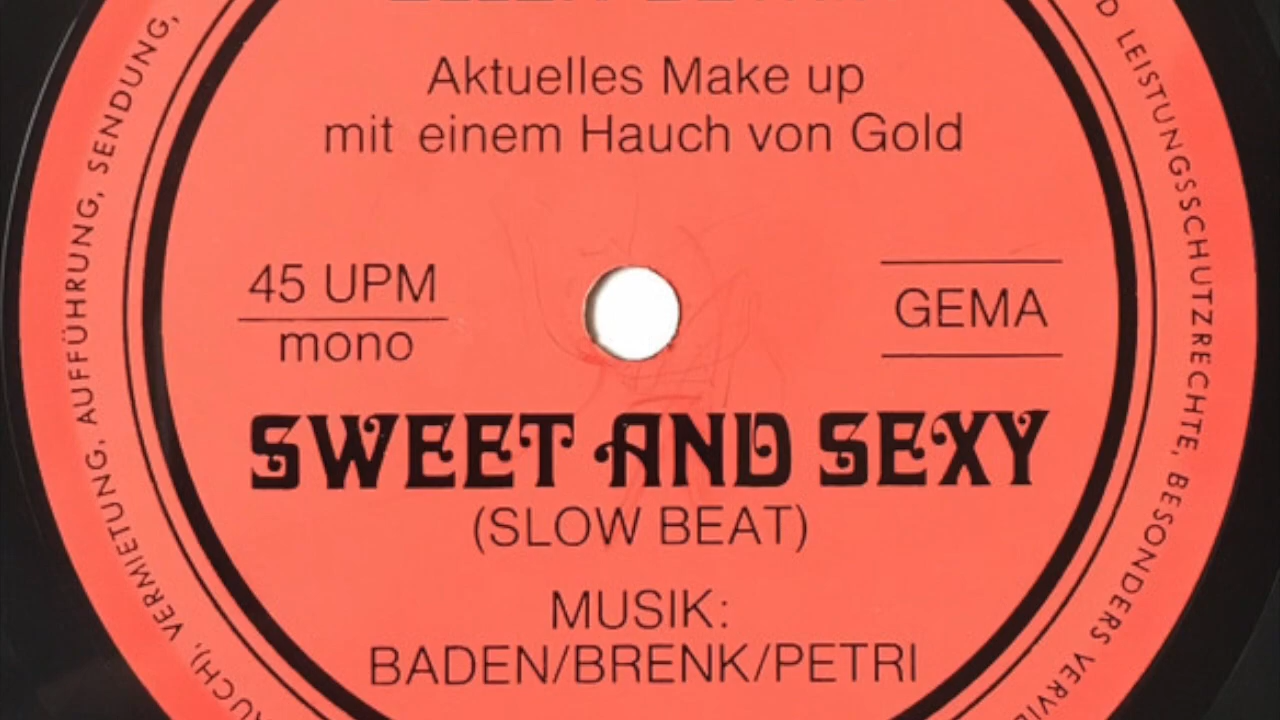 Aktuelles Make up
mit einem Hauch von Gold
45 UPM
mono
GEMA
SWEET AND SEXY
(SLOW BEAT)
MUSIK:
BADEN/BRENK/PETRI
VERMIETUNG, AUFFÜHRUNG, SENDUNG,
LEISTUNGSSCHUTZRECHTE, BESONDERS